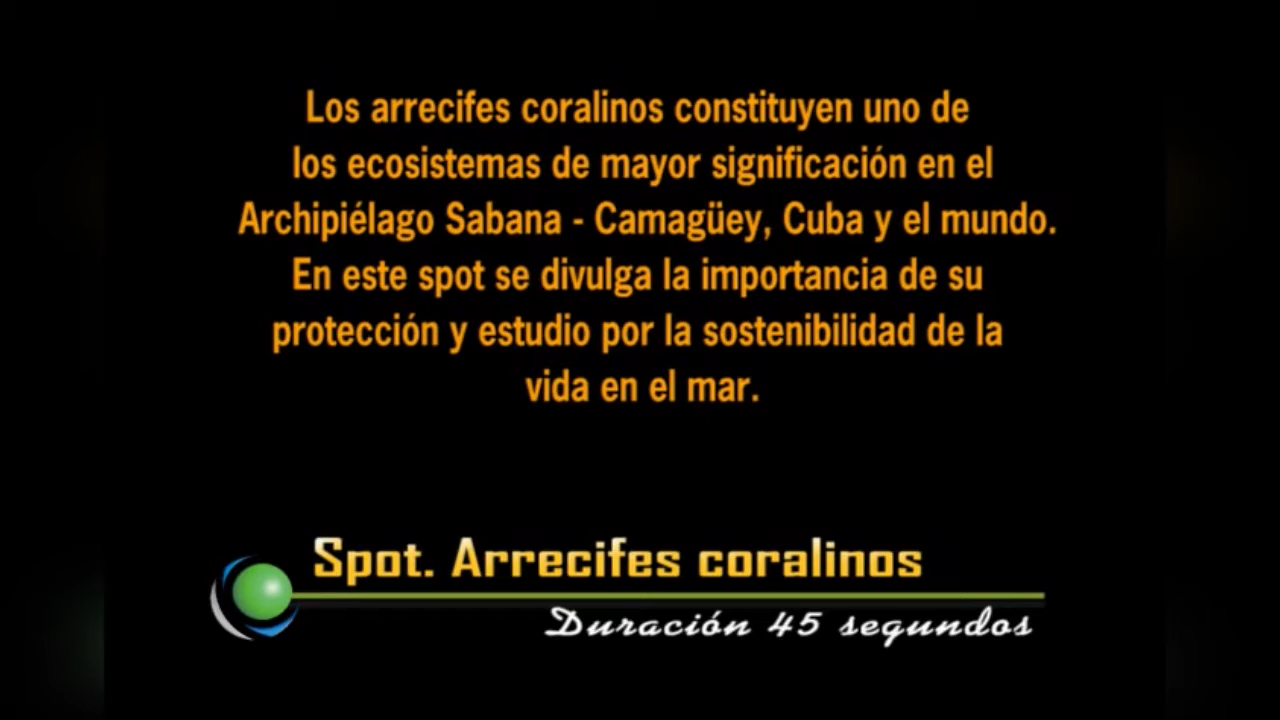 Los arrecifes coralinos constituyen uno de
los ecosistemas de mayor significación en el
Archipiélago Sabana - Camagüey, Cuba y el mundo.
En este spot se divulga la importancia de su
protección y estudio por la sostenibilidad de la
vida en el mar.
Spot. Arrecifes coralinos
Duración 45 segundos